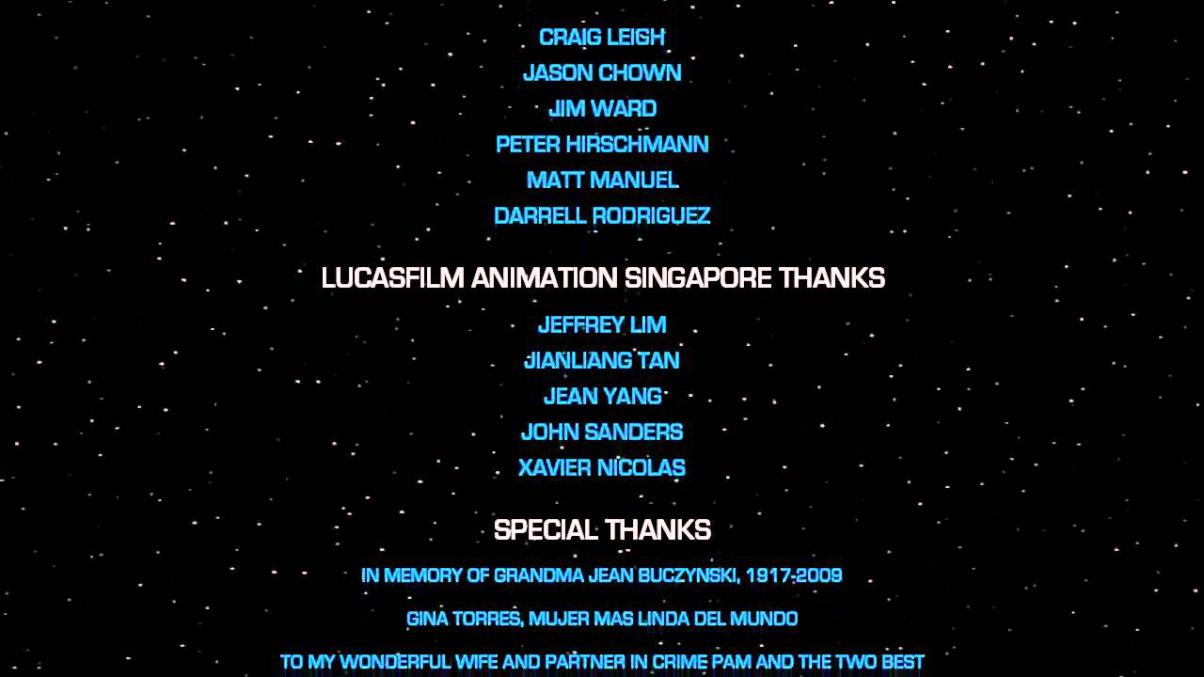 CRAIG LEIGH
JASON CHOWN
JIM WARD
PETER HIRSCHMANN
MATT MANUEL
DARRELL RODRIGUEZ
LUCASFILM ANIMATION SINGAPORE THANKS
JEFFREY LIM
JIANLIANG TAN
JEAN YANG
JOHN SANDERS
XAVIER NICOLAS
SPECIAL THANKS
IN MEMORY OF GRANDMA JEAN BUCZYNSKI, 1917-2009
GINA TORRES, MUJER MAS LINDA DEL MUNDO
TO MY WONDERFUL WIFE AND PARTNER IN CRIME PAM AND THE TWO BEST